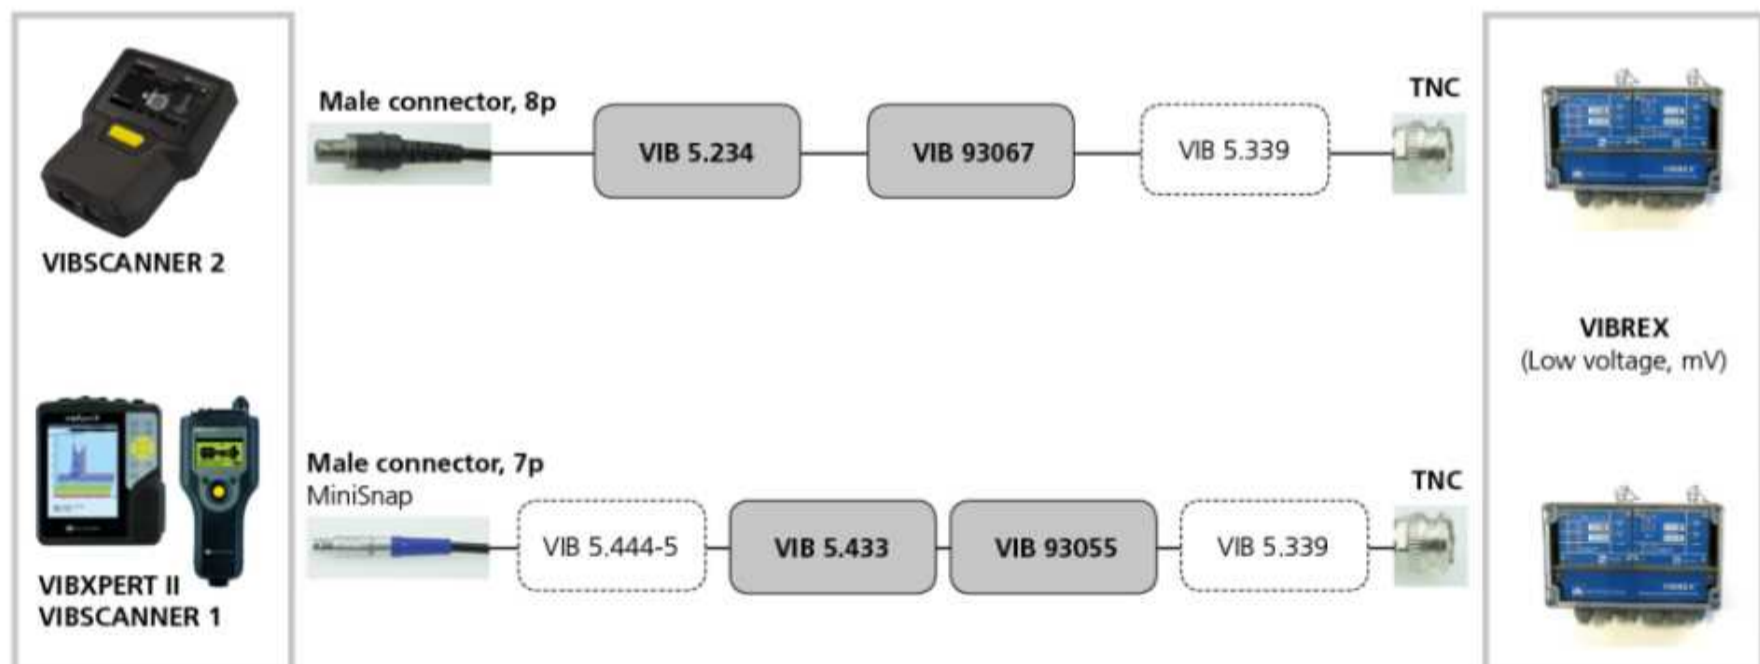 Male connector, 8p
VIB 5.234
VIB 93067
VIB 5.339
TNC
VIBSCANNER 2
VIBREX
(Low voltage, mV)
Male connector, 7p
MiniSnap
VIB 5.444-5
VIB 5.433
VIB 93055
VIB 5.339
TNC
VIBXPERT II
VIBSCANNER 1
VIBREX
VIBREX